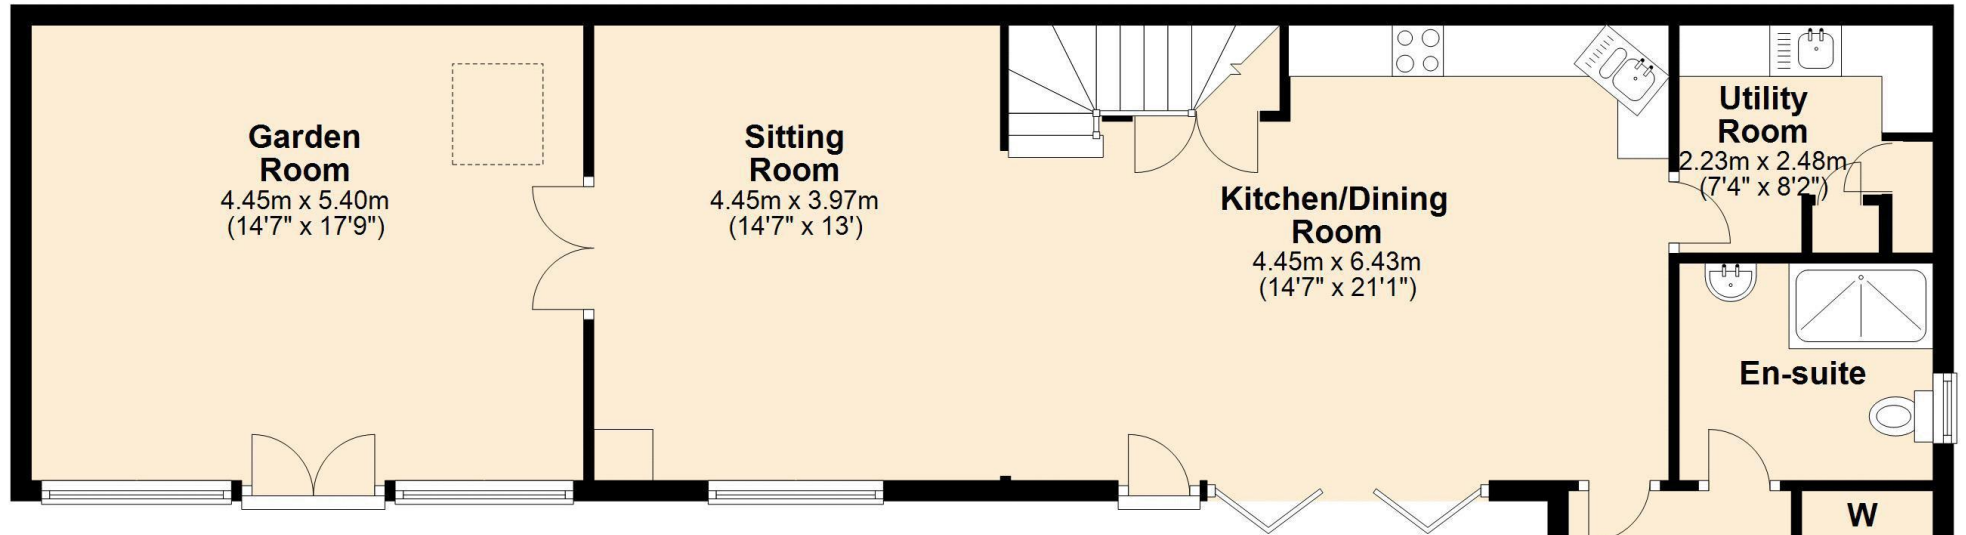 Garden
Room
4.45m x 5.40m
(14'7" x 17'9")
Sitting
Room
4.45m x 3.97m
(14'7" x 13')
Kitchen/Dining
Room
4.45m x 6.43m
(14'7" x 21'1")
Utility
Room
2.23m x 2.48m
(7'4" x 8'2")
En-suite
W